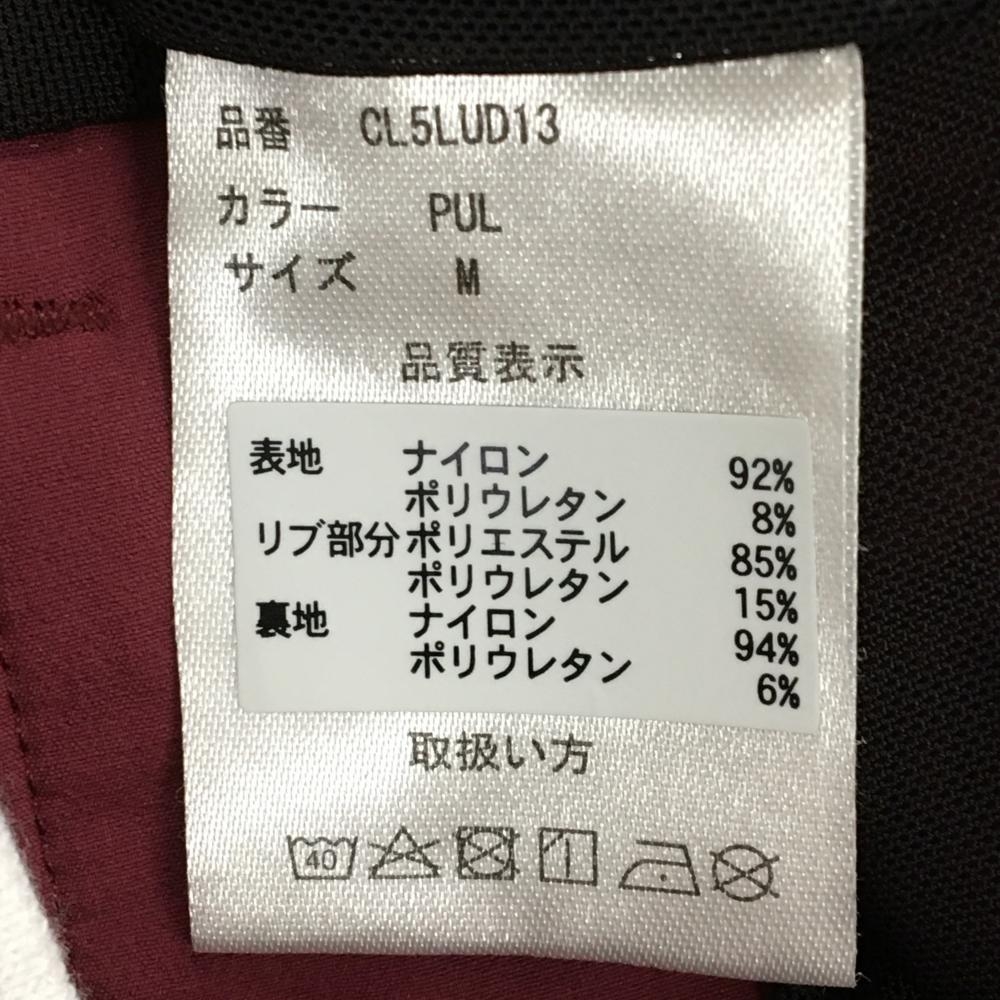 品番 CL5LUD13
カラー PUL
サイズ M
品質表示
表地 ナイロン 92%
ポリウレタン 8%
リブ部分 ポリエステル 85%
ポリウレタン 15%
裏地 ナイロン 94%
ポリウレタン 6%
取扱い方
40